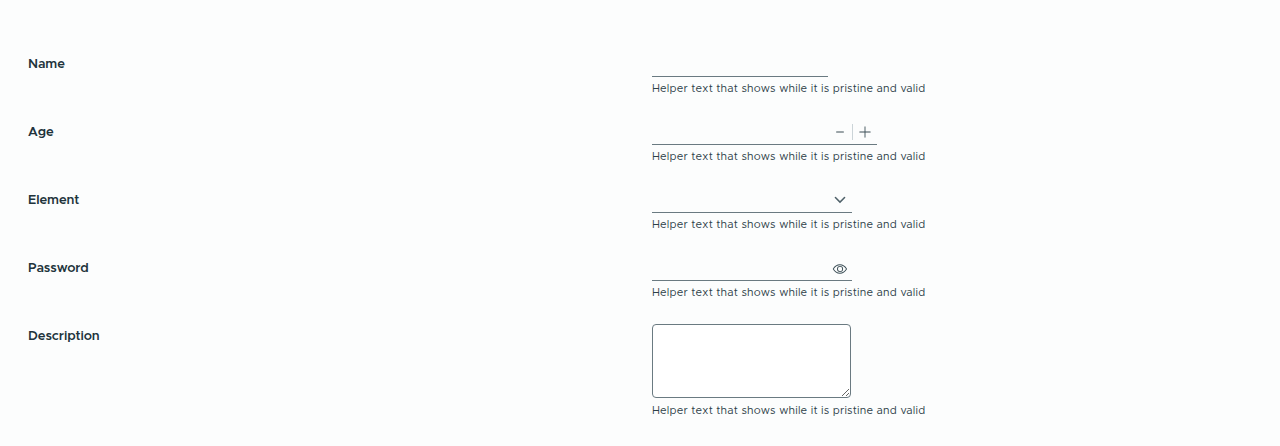 Name
Helper text that shows while it is pristine and valid
Age
Helper text that shows while it is pristine and valid
Element
Helper text that shows while it is pristine and valid
Password
Helper text that shows while it is pristine and valid
Description
Helper text that shows while it is pristine and valid